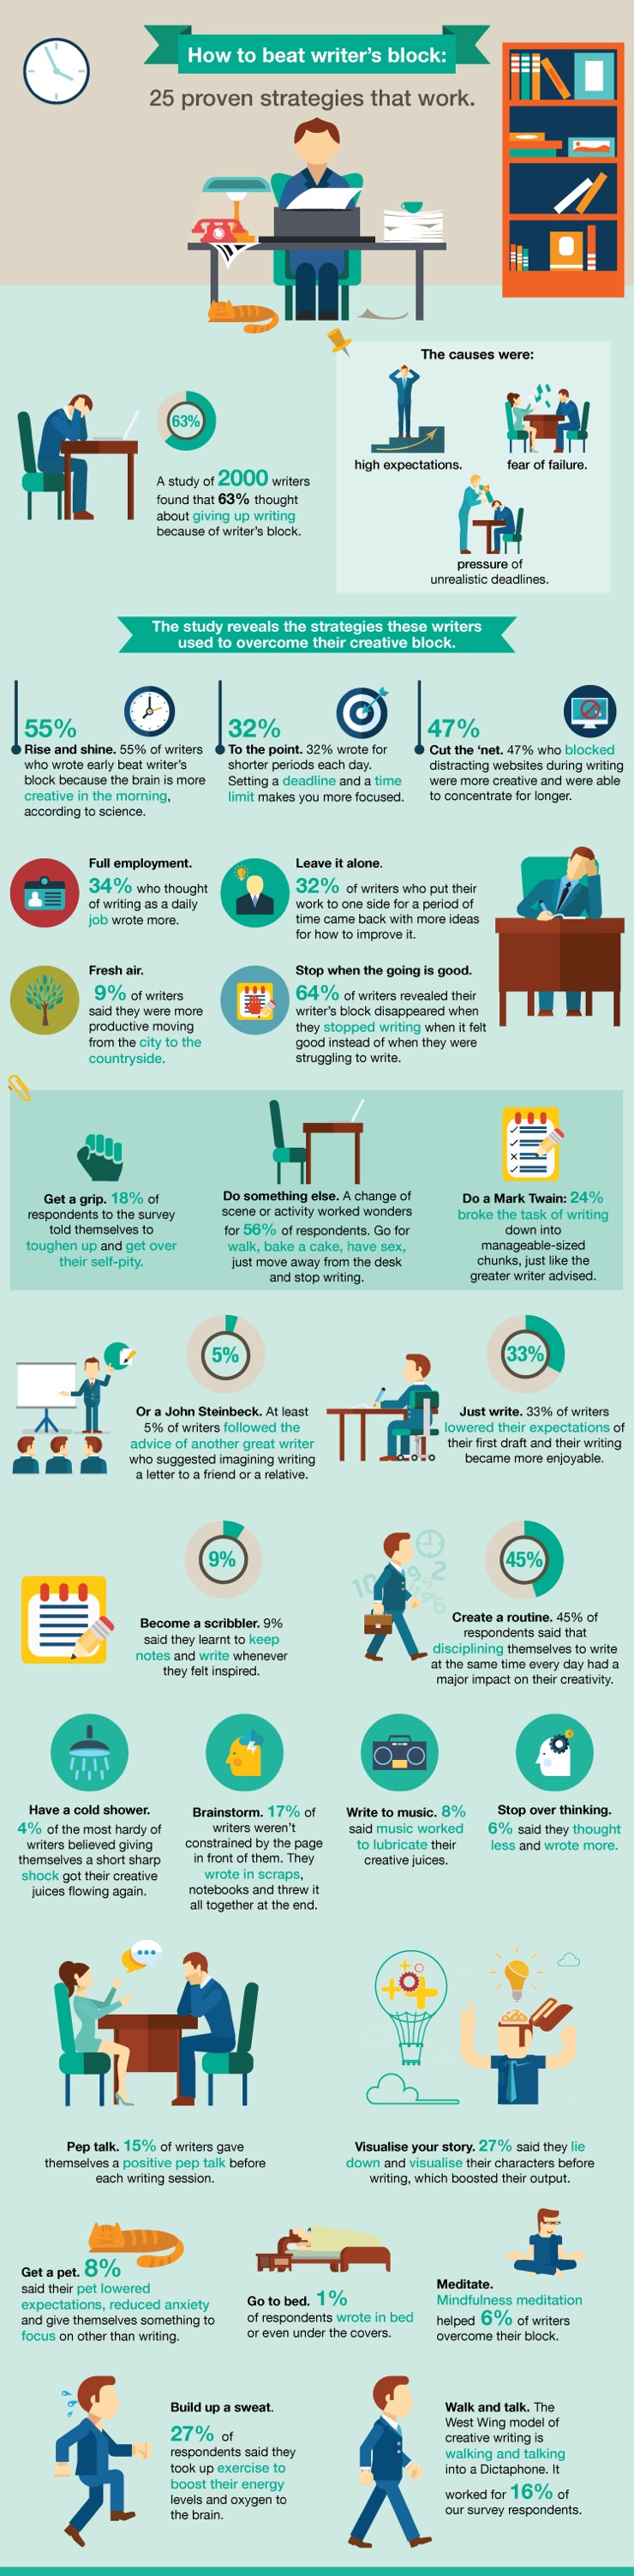 How to beat writer's block:
25 proven strategies that work.
63%
A study of 2000 writers
found that 63% thought
about giving up writing
because of writer's block.
The causes were:
high expectations.
fear of failure.
pressure of
unrealistic deadlines.
The study reveals the strategies these writers
used to overcome their creative block.
55%
Rise and shine. 55% of writers
who wrote early beat writer's
block because the brain is more
creative in the morning,
according to science.
32%
To the point. 32% wrote for
shorter periods each day.
Setting a deadline and a time
limit makes you more focused.
47%
Cut the 'net. 47% who blocked
distracting websites during writing
were more creative and were able
to concentrate for longer.
Full employment.
34% who thought
of writing as a daily
job wrote more.
Leave it alone.
32% of writers who put their
work to one side for a period of
time came back with more ideas
for how to improve it.
Fresh air.
9% of writers
said they were more
productive moving
from the city to the
countryside.
Stop when the going is good.
64% of writers revealed their
writer's block disappeared when
they stopped writing when it felt
good instead of when they were
struggling to write.
Get a grip. 18% of
respondents to the survey
told themselves to
toughen up and get over
their self-pity.
Do something else. A change of
scene or activity worked wonders
for 56% of respondents. Go for
walk, bake a cake, have sex,
just move away from the desk
and stop writing.
Do a Mark Twain: 24%
broke the task of writing
down into
manageable-sized
chunks, just like the
greater writer advised.
5%
Or a John Steinbeck. At least
5% of writers followed the
advice of another great writer
who suggested imagining writing
a letter to a friend or a relative.
33%
Just write. 33% of writers
lowered their expectations of
their first draft and their writing
became more enjoyable.
9%
Become a scribbler. 9%
said they learnt to keep
notes and write whenever
they felt inspired.
45%
Create a routine. 45% of
respondents said that
disciplining themselves to write
at the same time every day had a
major impact on their creativity.
Have a cold shower.
4% of the most hardy of
writers believed giving
themselves a short sharp
shock got their creative
juices flowing again.
Brainstorm. 17% of
writers weren't
constrained by the page
in front of them. They
wrote in scraps,
notebooks and threw it
all together at the end.
Write to music. 8%
said music worked
to lubricate their
creative juices.
Stop over thinking.
6% said they thought
less and wrote more.
Pep talk. 15% of writers gave
themselves a positive pep talk before
each writing session.
Visualise your story. 27% said they lie
down and visualise their characters before
writing, which boosted their output.
Get a pet. 8%
said their pet lowered
expectations, reduced anxiety
and give themselves something to
focus on other than writing.
Go to bed. 1%
of respondents wrote in bed
or even under the covers.
Meditate.
Mindfulness meditation
helped 6% of writers
overcome their block.
Build up a sweat.
27% of
respondents said they
took up exercise to
boost their energy
levels and oxygen to
the brain.
Walk and talk. The
West Wing model of
creative writing is
walking and talking
into a Dictaphone. It
worked for 16% of
our survey respondents.